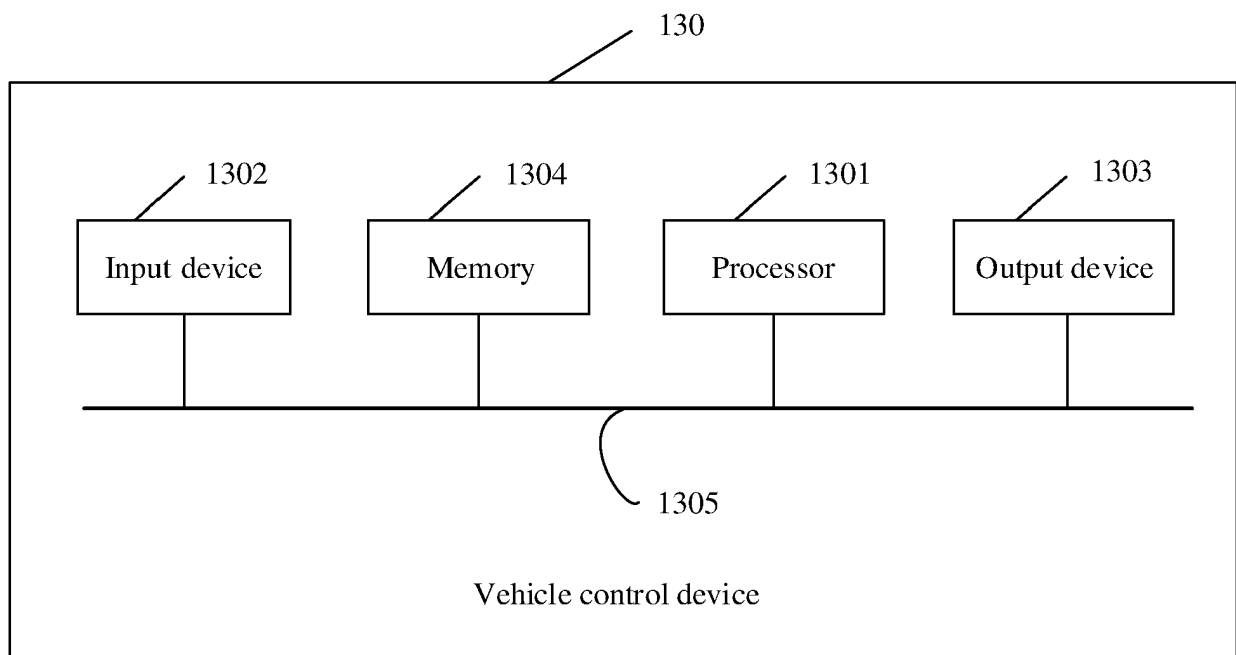 130
1302
1304
1301
1303
Input device
Memory
Processor
Output device
1305
Vehicle control device